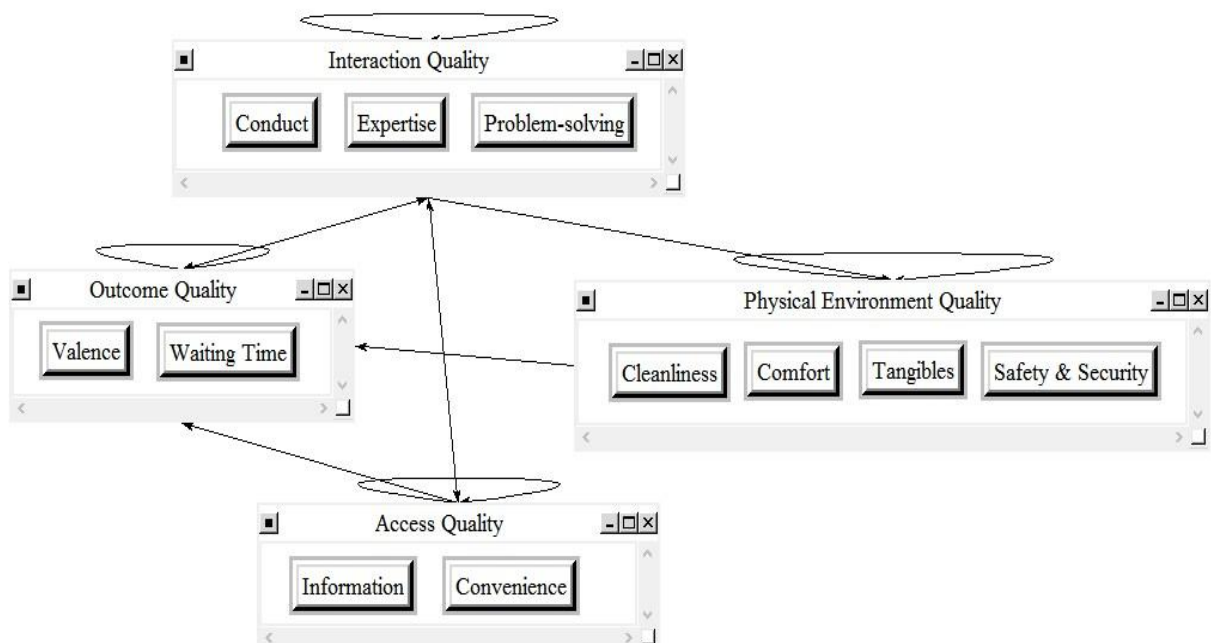 Interaction Quality
Conduct Expertise Problem-solving
Outcome Quality
Valence Waiting Time
Physical Environment Quality
Cleanliness Comfort Tangibles Safety & Security
Access Quality
Information Convenience